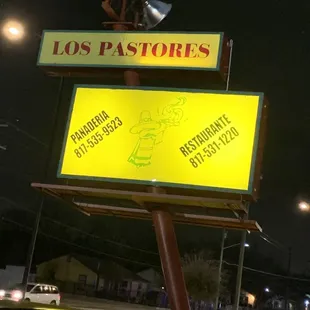 LOS PASTORES
PANADERIA
817-535-9523
RESTAURANTE
817-531-1220